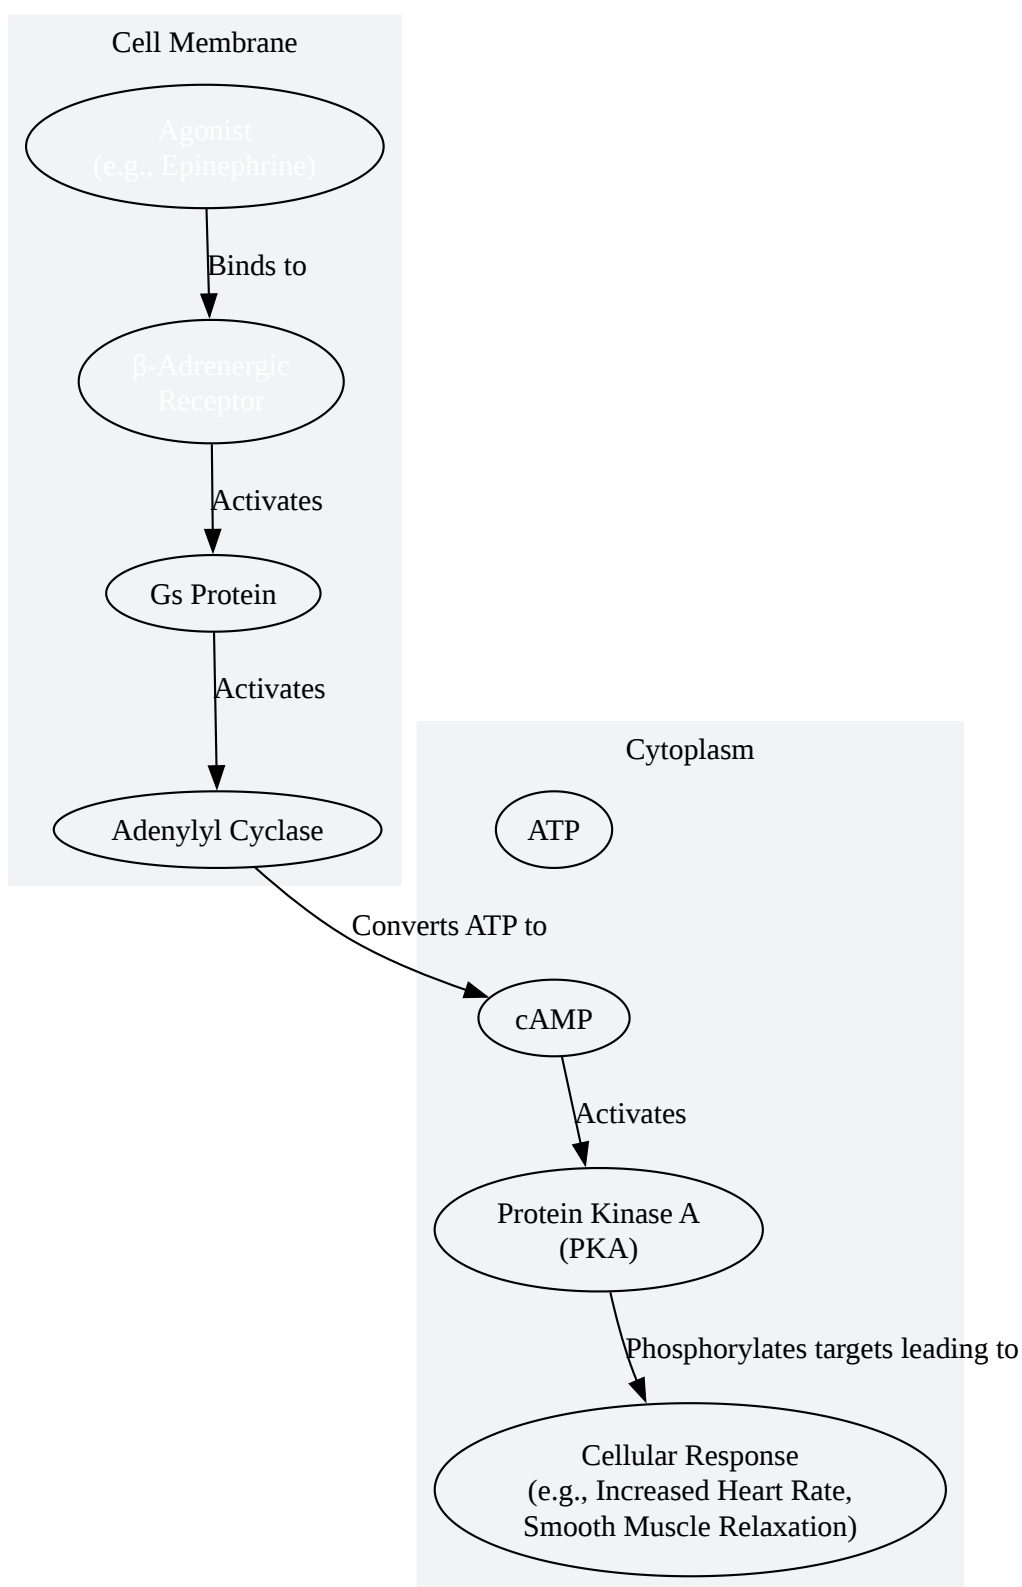 Cell Membrane
Agonist
(e.g., Epinephrine)
Binds to
β-Adrenergic
Receptor
Activates
Gs Protein
Activates
Adenylyl Cyclase
Cytoplasm
ATP
Converts ATP to
cAMP
Activates
Protein Kinase A
(PKA)
Phosphorylates targets leading to
Cellular Response
(e.g., Increased Heart Rate,
Smooth Muscle Relaxation)